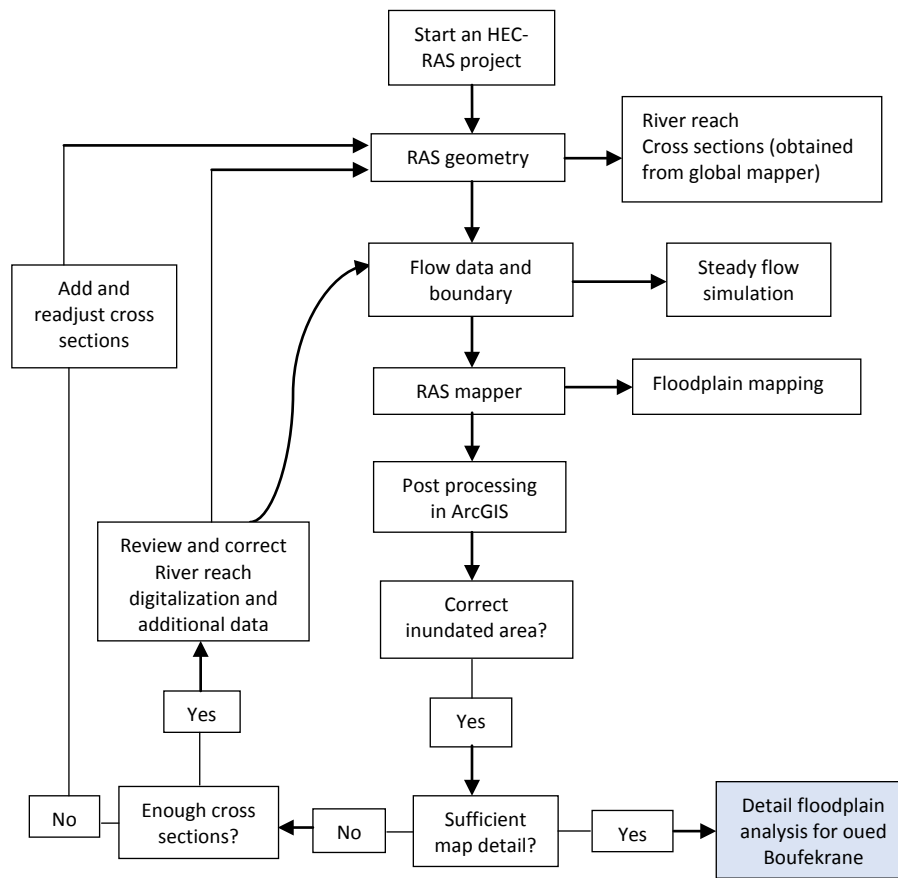 Start an HEC-
RAS project
RAS geometry
River reach
Cross sections (obtained
from global mapper)
Flow data and
boundary
Steady flow
simulation
Add and
readjust cross
sections
RAS mapper
Floodplain mapping
Post processing
in ArcGIS
Review and correct
River reach
digitalization and
additional data
Correct
inundated area?
Yes
Yes
No
Enough cross
sections?
No
Sufficient
map detail?
Yes
Detail floodplain
analysis for oued
Boufekrane